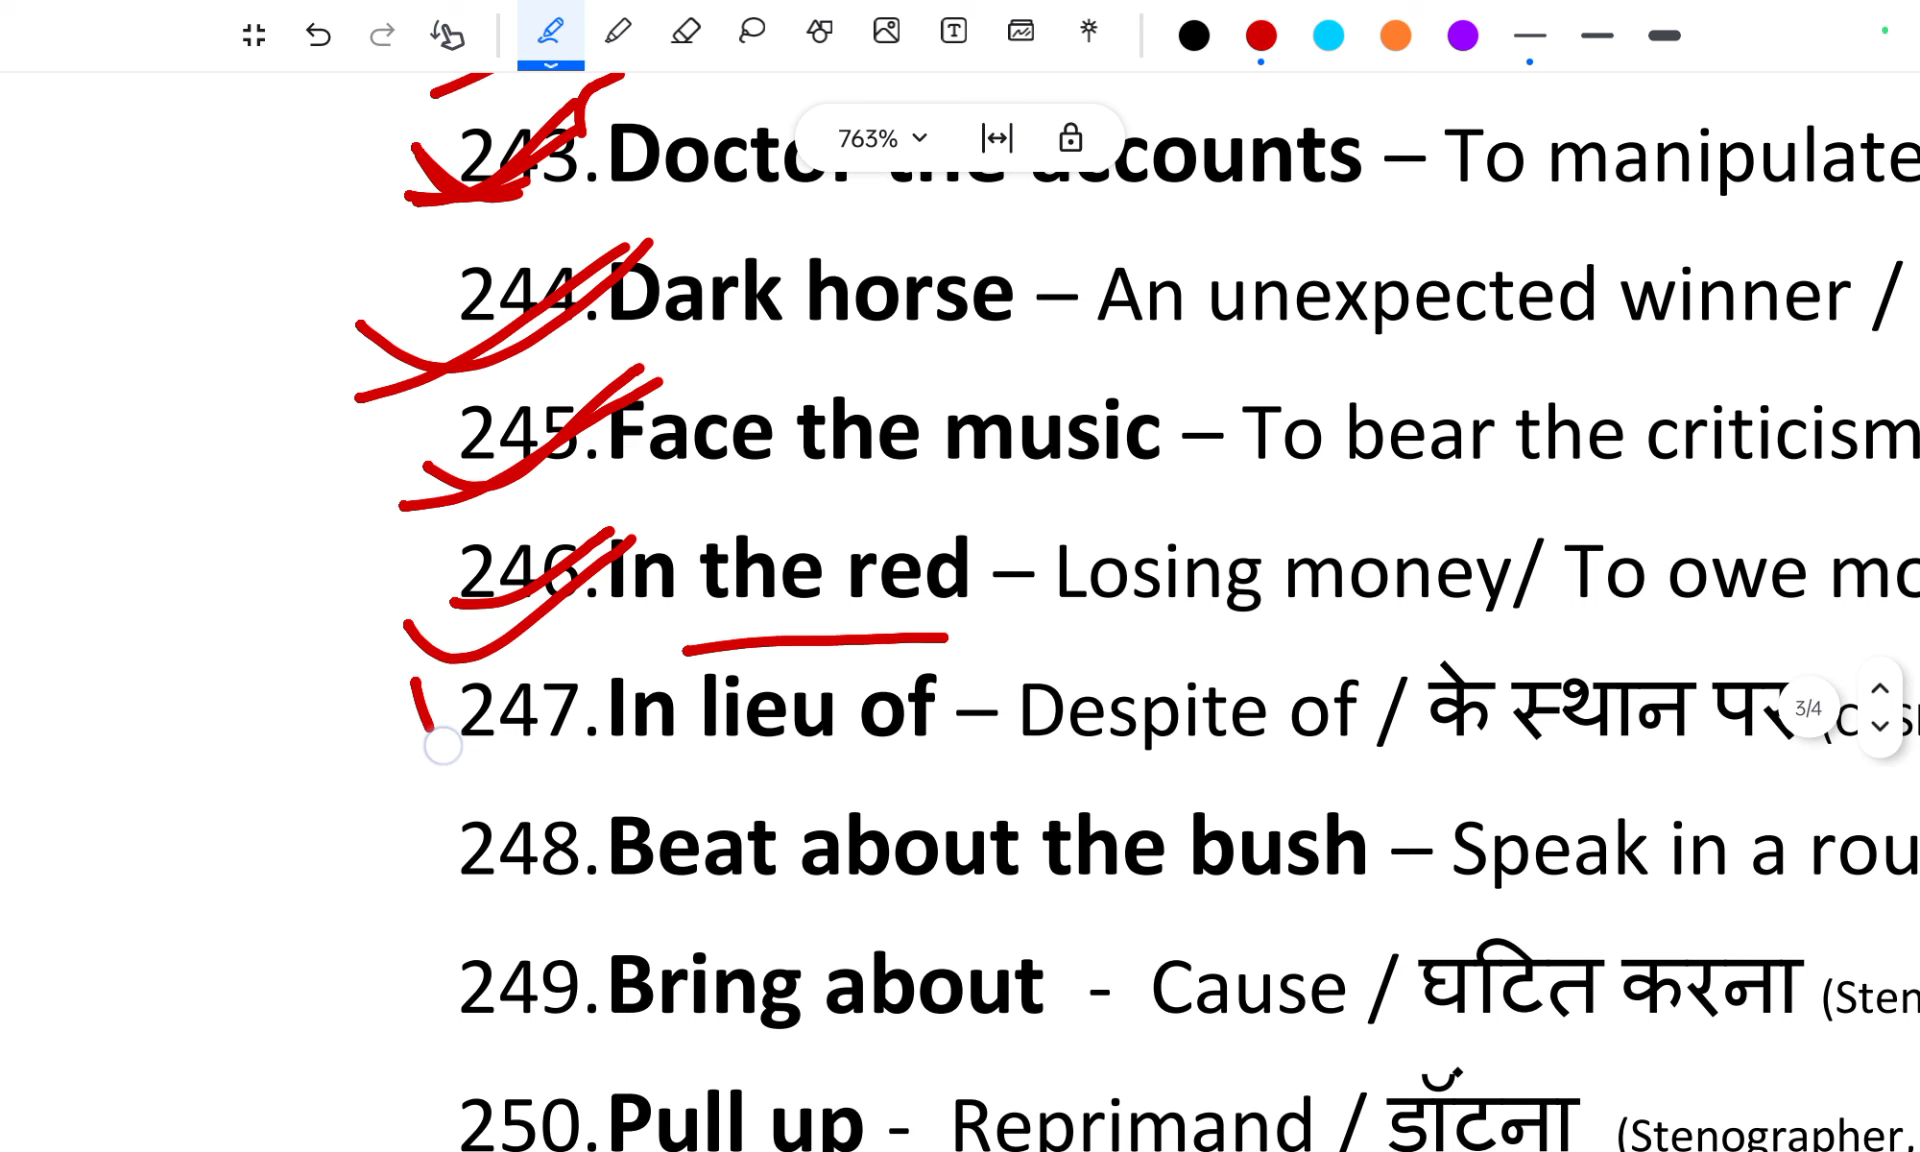 763%
243. Doctor the accounts – To manipulate
244. Dark horse – An unexpected winner /
245. Face the music – To bear the criticism
246. In the red – Losing money/ To owe mo
247. In lieu of – Despite of / के स्थान पर
3/4
248. Beat about the bush – Speak in a rou
249. Bring about - Cause / घटित करना (Sten
250. Pull up - Reprimand / डॉंटना (Stenographer,